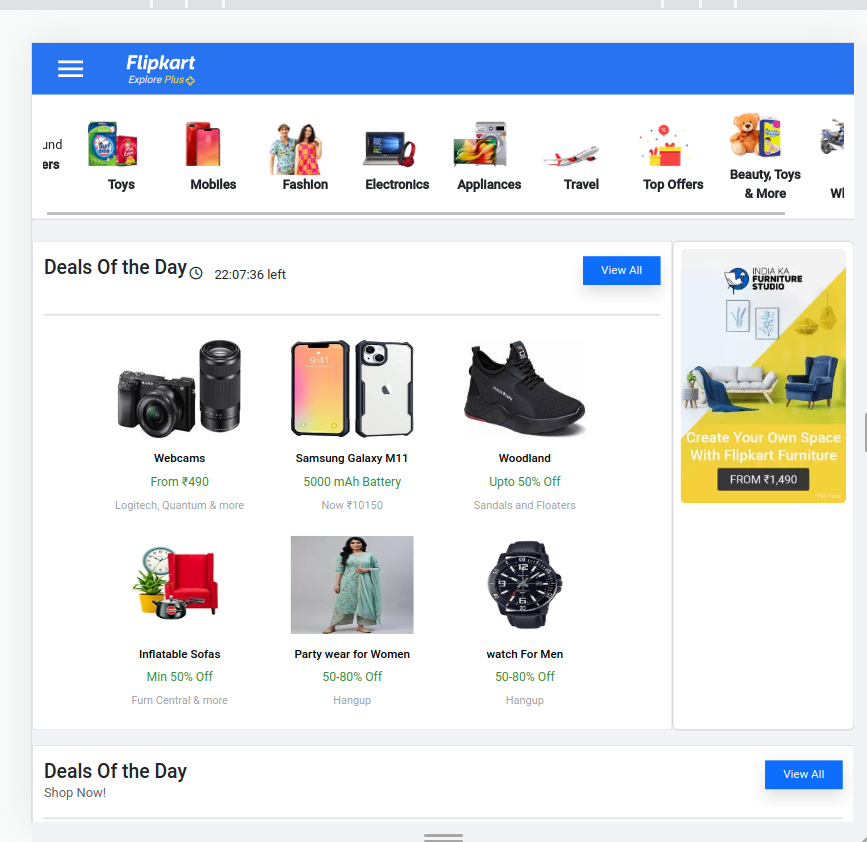 Flipkart
Explore Plus
und
ers
Toys
Mobiles
Fashion
Electronics
Appliances
Travel
Top Offers
Beauty, Toys
& More
Deals Of the Day
22:07:36 left
View All
INDIA KA
FURNITURE
STUDIO
Create Your Own Space
With Flipkart Furniture
FROM ₹1,490
SONY
9:41
Webcams
Samsung Galaxy M11
Woodland
From ₹490
5000 mAh Battery
Upto 50% Off
Logitech, Quantum & more
Now ₹10150
Sandals and Floaters
Inflatable Sofas
Party wear for Women
watch For Men
Min 50% Off
50-80% Off
50-80% Off
Furn Central & more
Hangup
Hangup
Deals Of the Day
View All
Shop Now!